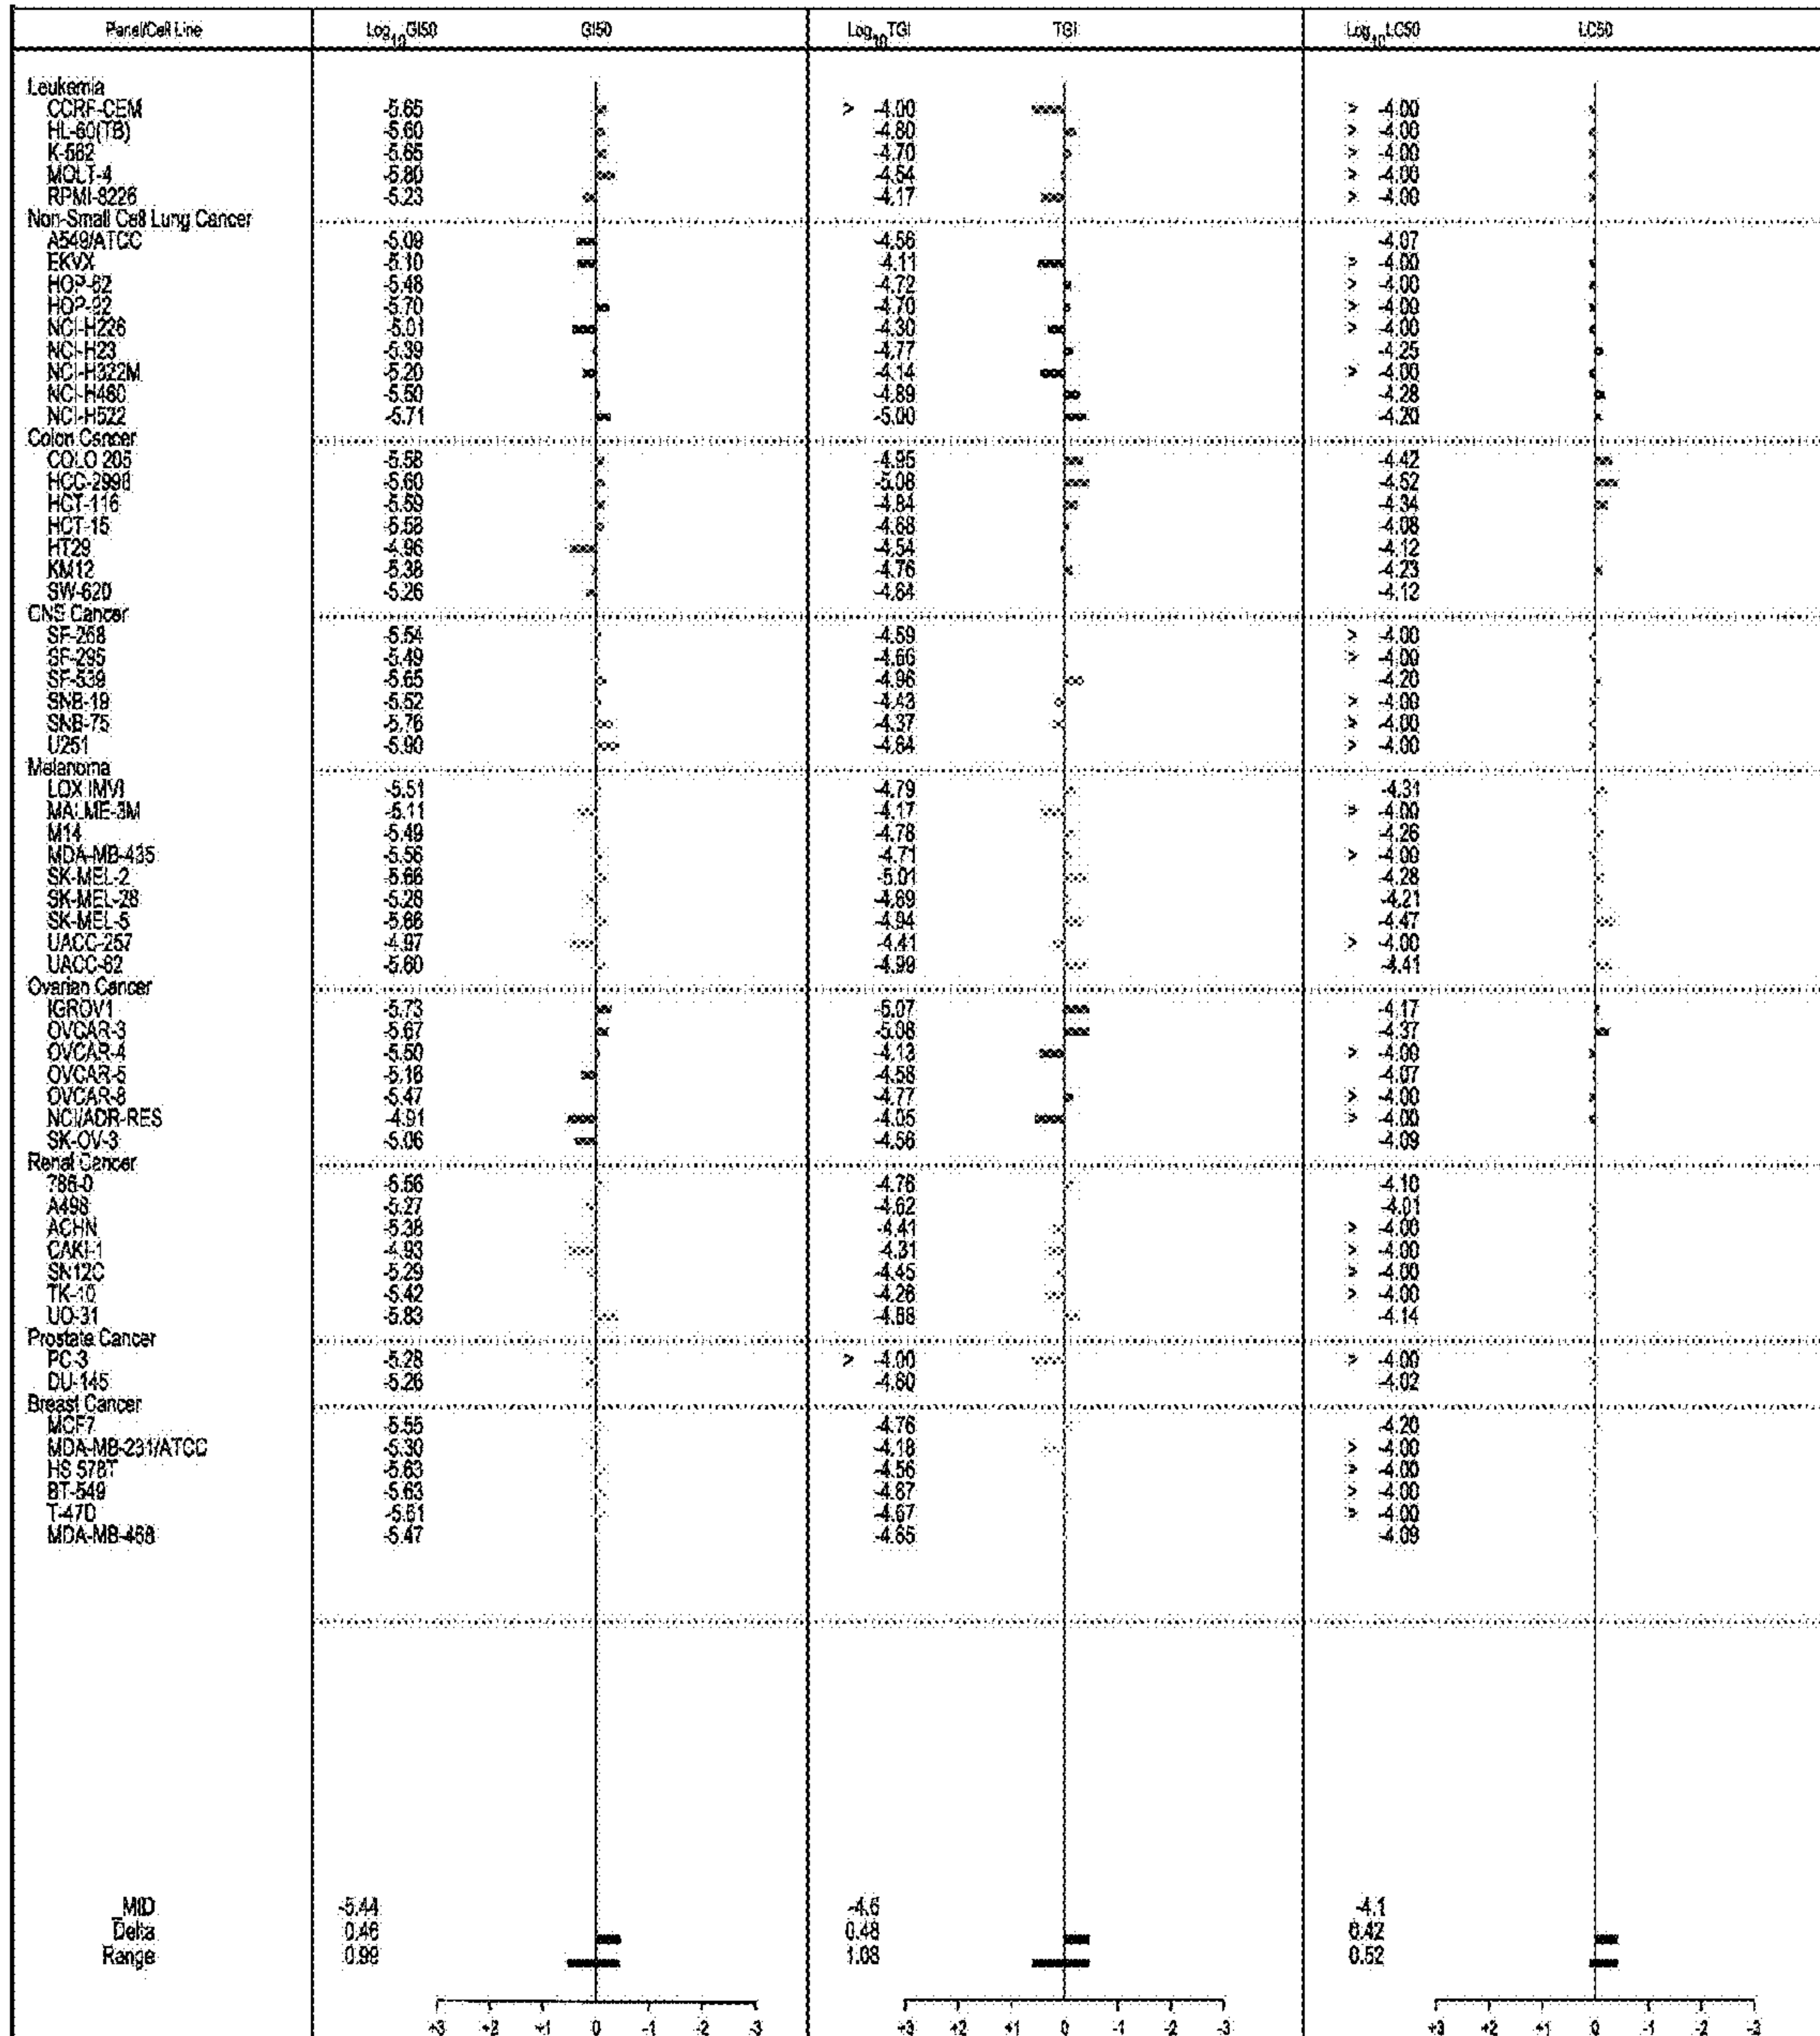 Panel/Cell Line Log10GI50 GI50 Log10TGI TGI Log10LC50 LC50
Leukemia
CCRF-CEM -5.65 > -4.00 > -4.00
HL-60(TB) -5.60 -4.80 > -4.00
K-562 -5.65 -4.70 > -4.00
MOLT-4 -5.80 -4.54 > -4.00
RPMI-8226 -5.23 -4.17 > -4.00
Non-Small Cell Lung Cancer
A549/ATCC -5.09 -4.56 -4.07
EKVX -5.10 -4.11 > -4.00
HOP-62 -5.48 -4.72 > -4.00
HOP-92 -5.70 -4.70 > -4.00
NCI-H226 -5.01 -4.30 > -4.00
NCI-H23 -5.39 -4.77 -4.25
NCI-H322M -5.20 -4.14 > -4.00
NCI-H460 -5.50 -4.89 -4.28
NCI-H522 -5.71 -5.00 -4.20
Colon Cancer
COLO 205 -5.58 -4.95 -4.42
HCC-2998 -5.60 -5.08 -4.52
HCT-116 -5.59 -4.84 -4.34
HCT-15 -5.58 -4.68 -4.08
HT29 -4.96 -4.54 -4.12
KM12 -5.38 -4.76 -4.23
SW-620 -5.26 -4.64 -4.12
CNS Cancer
SF-268 -5.54 -4.59 > -4.00
SF-295 -5.49 -4.66 > -4.00
SF-539 -5.65 -4.96 -4.20
SNB-19 -5.52 -4.43 > -4.00
SNB-75 -5.76 -4.37 > -4.00
U251 -5.90 -4.64 > -4.00
Melanoma
LOX IMVI -5.51 -4.79 -4.31
MALME-3M -5.11 -4.17 > -4.00
M14 -5.49 -4.78 -4.26
MDA-MB-435 -5.56 -4.71 > -4.00
SK-MEL-2 -5.66 -5.01 -4.28
SK-MEL-28 -5.28 -4.69 -4.21
SK-MEL-5 -5.66 -4.94 -4.47
UACC-257 -4.97 -4.41 > -4.00
UACC-62 -5.60 -4.99 -4.41
Ovarian Cancer
IGROV1 -5.73 -5.07 -4.17
OVCAR-3 -5.67 -5.08 -4.37
OVCAR-4 -5.50 -4.13 > -4.00
OVCAR-5 -5.18 -4.58 -4.07
OVCAR-8 -5.47 -4.77 > -4.00
NCI/ADR-RES -4.91 -4.05 > -4.00
SK-OV-3 -5.06 -4.56 -4.09
Renal Cancer
786-0 -5.56 -4.76 -4.10
A498 -5.27 -4.62 -4.01
ACHN -5.38 -4.41 > -4.00
CAKI-1 -4.93 -4.31 > -4.00
SN12C -5.29 -4.45 > -4.00
TK-10 -5.42 -4.26 > -4.00
UO-31 -5.83 -4.88 -4.14
Prostate Cancer
PC-3 -5.28 > -4.00 > -4.00
DU-145 -5.26 -4.60 -4.02
Breast Cancer
MCF7 -5.55 -4.76 -4.20
MDA-MB-231/ATCC -5.30 -4.18 > -4.00
HS 578T -5.63 -4.56 > -4.00
BT-549 -5.63 -4.67 > -4.00
T-47D -5.61 -4.67 > -4.00
MDA-MB-468 -5.47 -4.65 -4.09
_MID -5.44 -4.6 -4.1
Delta 0.46 0.48 0.42
Range 0.99 1.08 0.52
+3 +2 +1 0 -1 -2 -3 +3 +2 +1 0 -1 -2 -3 +3 +2 +1 0 -1 -2 -3